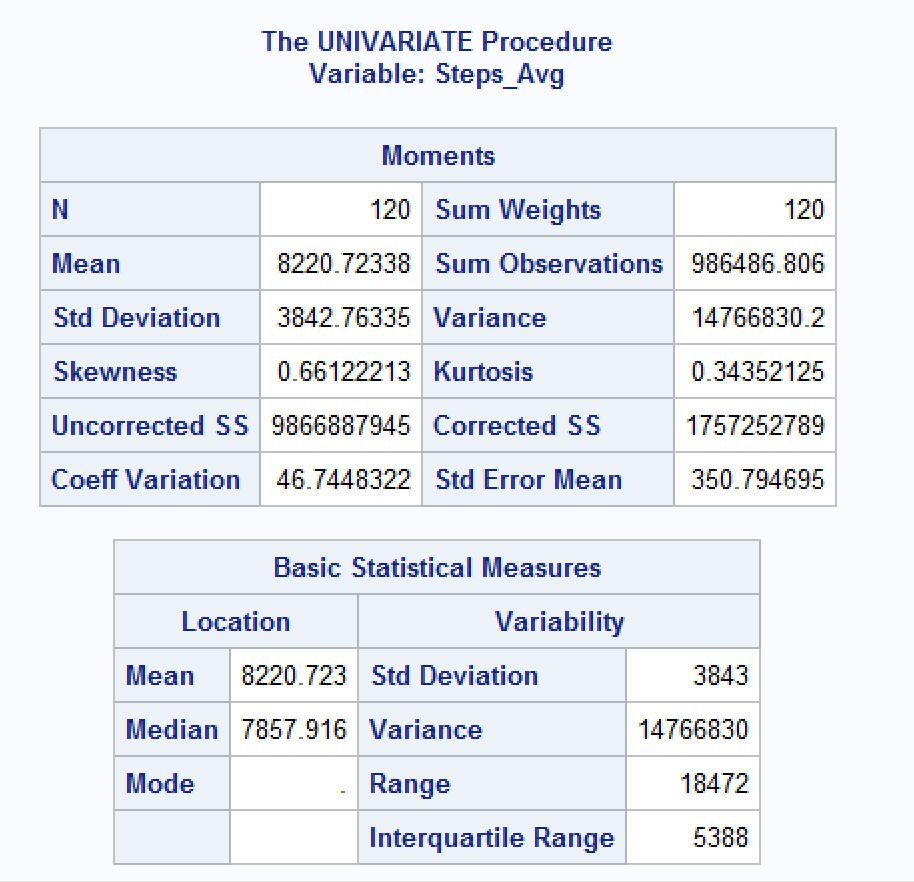 The UNIVARIATE Procedure
Variable: Steps_Avg
Moments
N 120 Sum Weights 120
Mean 8220.72338 Sum Observations 986486.806
Std Deviation 3842.76335 Variance 14766830.2
Skewness 0.66122213 Kurtosis 0.34352125
Uncorrected SS 9866887945 Corrected SS 1757252789
Coeff Variation 46.7448322 Std Error Mean 350.794695
Basic Statistical Measures
Location Variability
Mean 8220.723 Std Deviation 3843
Median 7857.916 Variance 14766830
Mode . Range 18472
Interquartile Range 5388